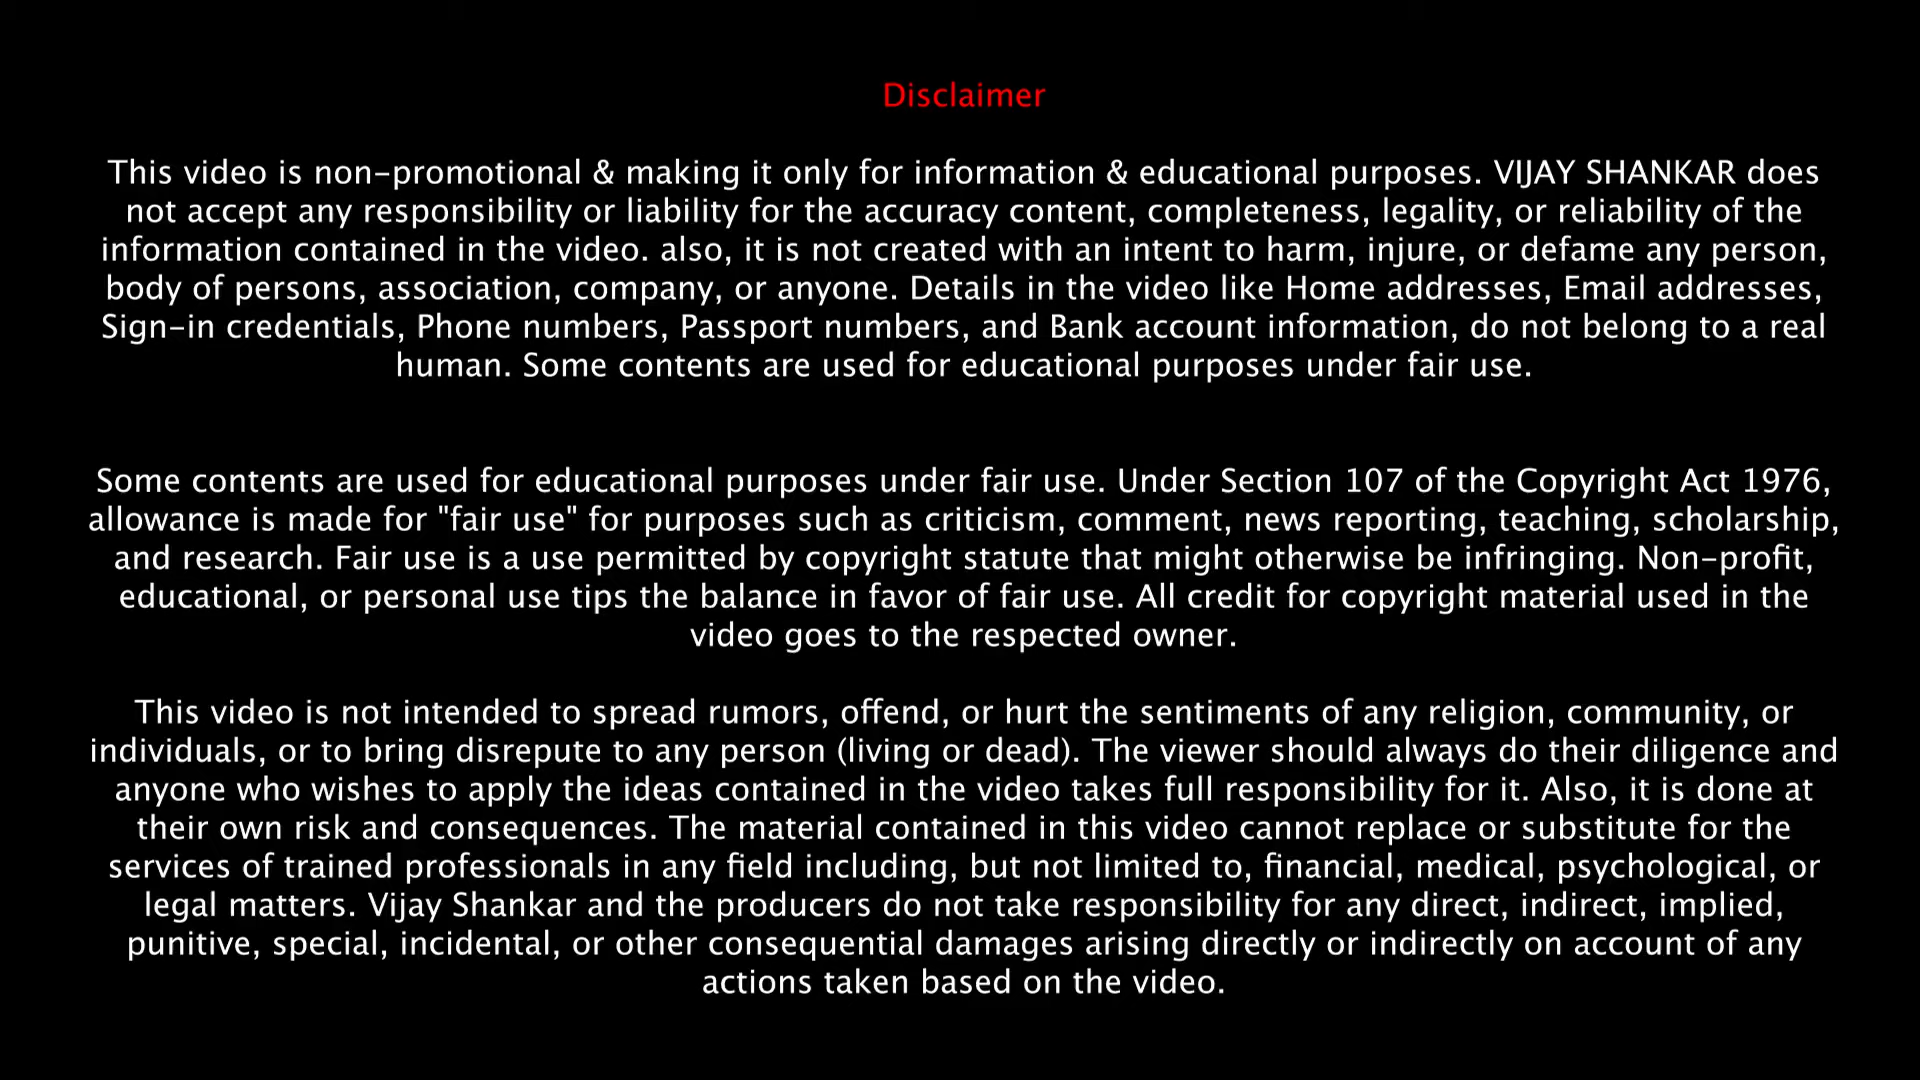 Disclaimer
This video is non-promotional & making it only for information & educational purposes. VIJAY SHANKAR does
not accept any responsibility or liability for the accuracy content, completeness, legality, or reliability of the
information contained in the video. also, it is not created with an intent to harm, injure, or defame any person,
body of persons, association, company, or anyone. Details in the video like Home addresses, Email addresses,
Sign-in credentials, Phone numbers, Passport numbers, and Bank account information, do not belong to a real
human. Some contents are used for educational purposes under fair use.
Some contents are used for educational purposes under fair use. Under Section 107 of the Copyright Act 1976,
allowance is made for "fair use" for purposes such as criticism, comment, news reporting, teaching, scholarship,
and research. Fair use is a use permitted by copyright statute that might otherwise be infringing. Non-profit,
educational, or personal use tips the balance in favor of fair use. All credit for copyright material used in the
video goes to the respected owner.
This video is not intended to spread rumors, offend, or hurt the sentiments of any religion, community, or
individuals, or to bring disrepute to any person (living or dead). The viewer should always do their diligence and
anyone who wishes to apply the ideas contained in the video takes full responsibility for it. Also, it is done at
their own risk and consequences. The material contained in this video cannot replace or substitute for the
services of trained professionals in any field including, but not limited to, financial, medical, psychological, or
legal matters. Vijay Shankar and the producers do not take responsibility for any direct, indirect, implied,
punitive, special, incidental, or other consequential damages arising directly or indirectly on account of any
actions taken based on the video.